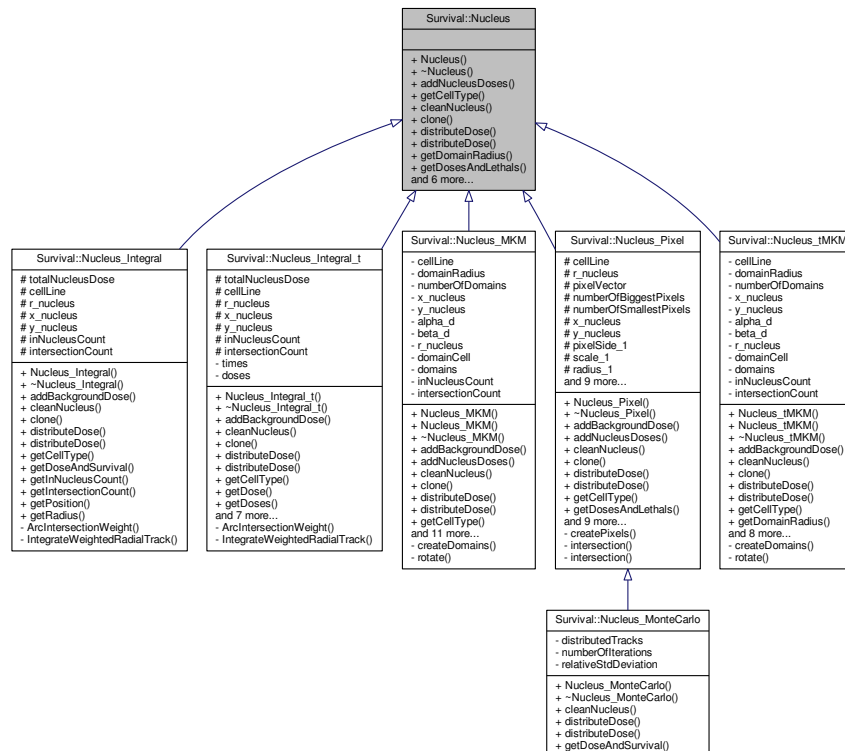 Survival::Nucleus
+ Nucleus()
+ ~Nucleus()
+ addNucleusDoses()
+ getCellType()
+ cleanNucleus()
+ clone()
+ distributeDose()
+ distributeDose()
+ getDomainRadius()
+ getDosesAndLethals()
and 6 more...
Survival::Nucleus_Integral
# totalNucleusDose
# cellLine
# r_nucleus
# x_nucleus
# y_nucleus
# inNucleusCount
# intersectionCount
+ Nucleus_Integral()
+ ~Nucleus_Integral()
+ addBackgroundDose()
+ cleanNucleus()
+ clone()
+ distributeDose()
+ distributeDose()
+ getCellType()
+ getDoseAndSurvival()
+ getInNucleusCount()
+ getIntersectionCount()
+ getPosition()
+ getRadius()
- ArcIntersectionWeight()
- IntegrateWeightedRadialTrack()
Survival::Nucleus_Integral_t
# totalNucleusDose
# cellLine
# r_nucleus
# x_nucleus
# y_nucleus
# inNucleusCount
# intersectionCount
- times
- doses
+ Nucleus_Integral_t()
+ ~Nucleus_Integral_t()
+ addBackgroundDose()
+ cleanNucleus()
+ clone()
+ distributeDose()
+ distributeDose()
+ getCellType()
+ getDose()
+ getDoses()
and 7 more...
- ArcIntersectionWeight()
- IntegrateWeightedRadialTrack()
Survival::Nucleus_MKM
- cellLine
- domainRadius
- numberOfDomains
- x_nucleus
- y_nucleus
- alpha_d
- beta_d
- r_nucleus
- domainCell
- domains
- inNucleusCount
- intersectionCount
+ Nucleus_MKM()
+ Nucleus_MKM()
+ ~Nucleus_MKM()
+ addBackgroundDose()
+ addNucleusDoses()
+ cleanNucleus()
+ clone()
+ distributeDose()
+ distributeDose()
+ getCellType()
and 11 more...
- createDomains()
- rotate()
Survival::Nucleus_Pixel
# cellLine
# r_nucleus
# pixelVector
# numberOfBiggestPixels
# numberOfSmallestPixels
# x_nucleus
# y_nucleus
# pixelSide_1
# scale_1
# radius_1
and 9 more...
+ Nucleus_Pixel()
+ ~Nucleus_Pixel()
+ addBackgroundDose()
+ addNucleusDoses()
+ cleanNucleus()
+ clone()
+ distributeDose()
+ distributeDose()
+ getCellType()
+ getDosesAndLethals()
and 9 more...
- createPixels()
- intersection()
- intersection()
Survival::Nucleus_tMKM
- cellLine
- domainRadius
- numberOfDomains
- x_nucleus
- y_nucleus
- alpha_d
- beta_d
- r_nucleus
- domainCell
- domains
- inNucleusCount
- intersectionCount
+ Nucleus_tMKM()
+ Nucleus_tMKM()
+ ~Nucleus_tMKM()
+ addBackgroundDose()
+ cleanNucleus()
+ clone()
+ distributeDose()
+ distributeDose()
+ getCellType()
+ getDomainRadius()
and 8 more...
- createDomains()
- rotate()
Survival::Nucleus_MonteCarlo
- distributedTracks
- numberOfIterations
- relativeStdDeviation
+ Nucleus_MonteCarlo()
+ ~Nucleus_MonteCarlo()
+ cleanNucleus()
+ distributeDose()
+ distributeDose()
+ getDoseAndSurvival()